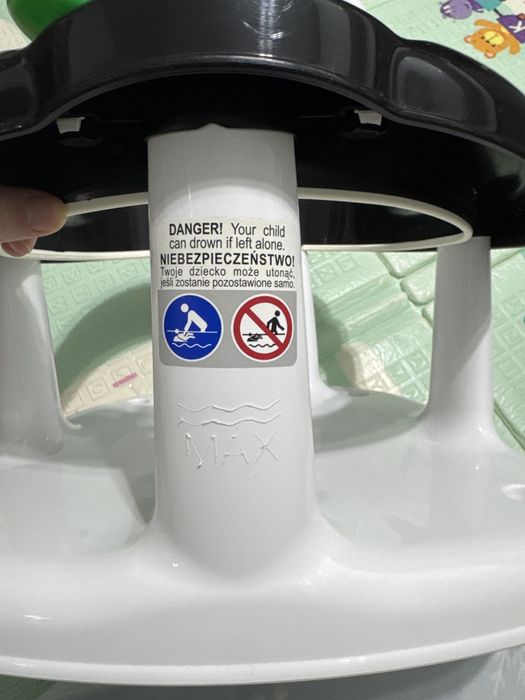 DANGER! Your child
can drown if left alone.
NIEBEZPIECZEŃSTWO!
Twoje dziecko może utonąć,
jeśli zostanie pozostawione samo.
MAX